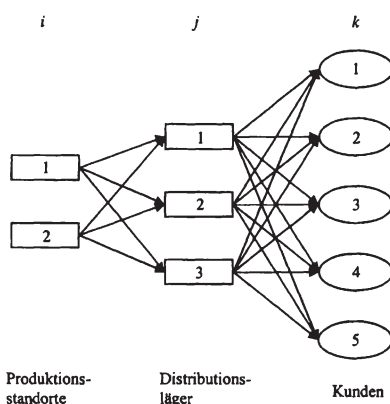 i j k
1
1 2
1
2 3
2
3 4
5
Produktions-
standorte
Distributions-
läger
Kunden